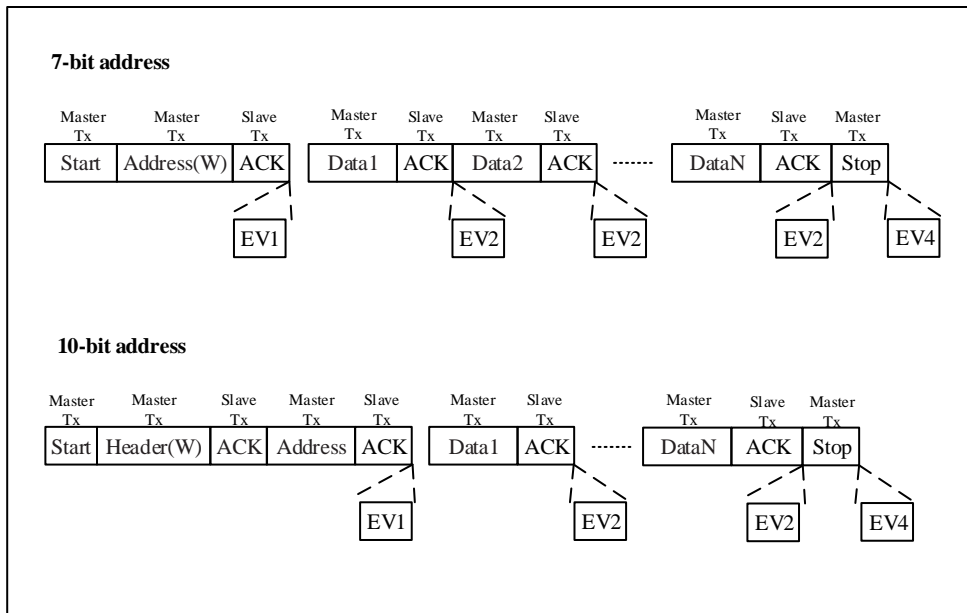 7-bit address
Master Tx Master Tx Slave Tx Master Tx Slave Tx Master Tx Slave Tx Master Tx Slave Tx Master Tx
Start Address(W) ACK Data1 ACK Data2 ACK DataN ACK Stop
EV1 EV2 EV2 EV2 EV4
10-bit address
Master Tx Master Tx Slave Tx Master Tx Slave Tx Master Tx Slave Tx Master Tx Slave Tx Master Tx
Start Header(W) ACK Address ACK Data1 ACK DataN ACK Stop
EV1 EV2 EV2 EV4